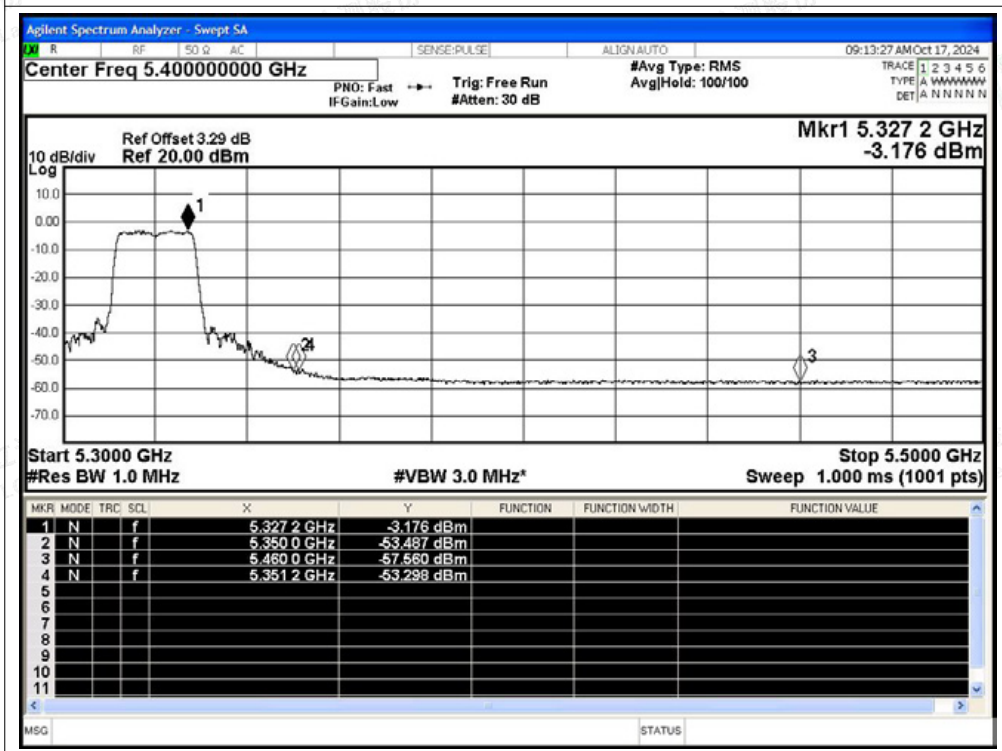 Agilent Spectrum Analyzer - Swept SA
LXI R RF 50 Ω AC SENSE:PULSE ALIGN AUTO 09:13:27 AM Oct 17, 2024
Center Freq 5.400000000 GHz #Avg Type: RMS TRACE 1 2 3 4 5 6
PNO: Fast Trig: Free Run Avg|Hold: 100/100 TYPE A WWWWW
IFGain:Low #Atten: 30 dB DET A N N N N N
Ref Offset 3.29 dB Mkr1 5.327 2 GHz
10 dB/div Ref 20.00 dBm -3.176 dBm
Log
10.0
1
0.00
-10.0
-20.0
-30.0
-40.0
2 4
3
-50.0
-60.0
-70.0
Start 5.3000 GHz Stop 5.5000 GHz
#Res BW 1.0 MHz #VBW 3.0 MHz* Sweep 1.000 ms (1001 pts)
MKR MODE TRC SCL X Y FUNCTION FUNCTION WIDTH FUNCTION VALUE
1 N f 5.327 2 GHz -3.176 dBm
2 N f 5.350 0 GHz -53.487 dBm
3 N f 5.460 0 GHz -57.560 dBm
4 N f 5.351 2 GHz -53.298 dBm
5
6
7
8
9
10
11
MSG STATUS